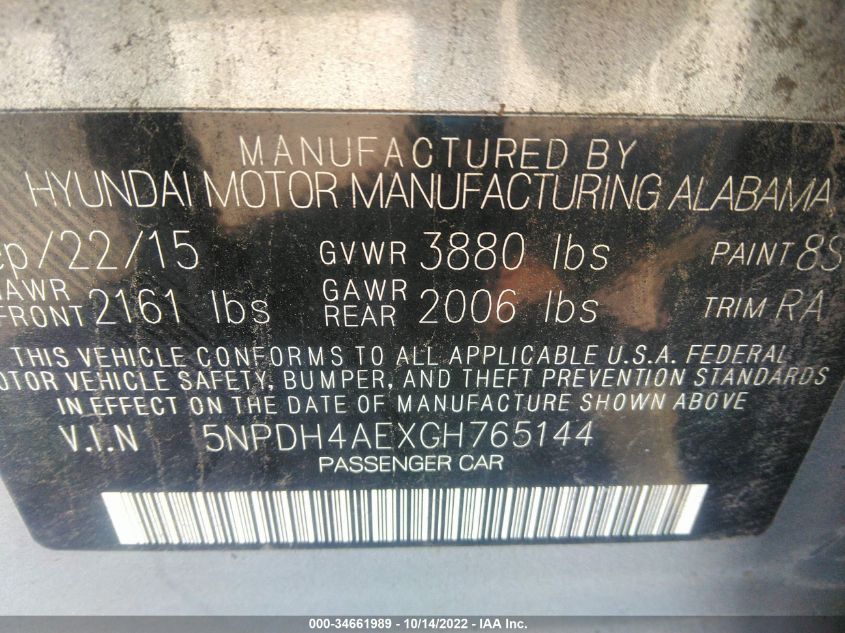 MANUFACTURED BY
HYUNDAI MOTOR MANUFACTURING ALABAMA
ep/22/15 GVWR 3880 lbs PAINT 8S
GAWR FRONT 2161 lbs GAWR REAR 2006 lbs TRIM RA
THIS VEHICLE CONFORMS TO ALL APPLICABLE U.S.A. FEDERAL
OTOR VEHICLE SAFETY, BUMPER, AND THEFT PREVENTION STANDARDS
IN EFFECT ON THE DATE OF MANUFACTURE SHOWN ABOVE
V.I.N 5NPDH4AEXGH765144
PASSENGER CAR
000-34661989 | 10/14/2022 - IAA Inc.